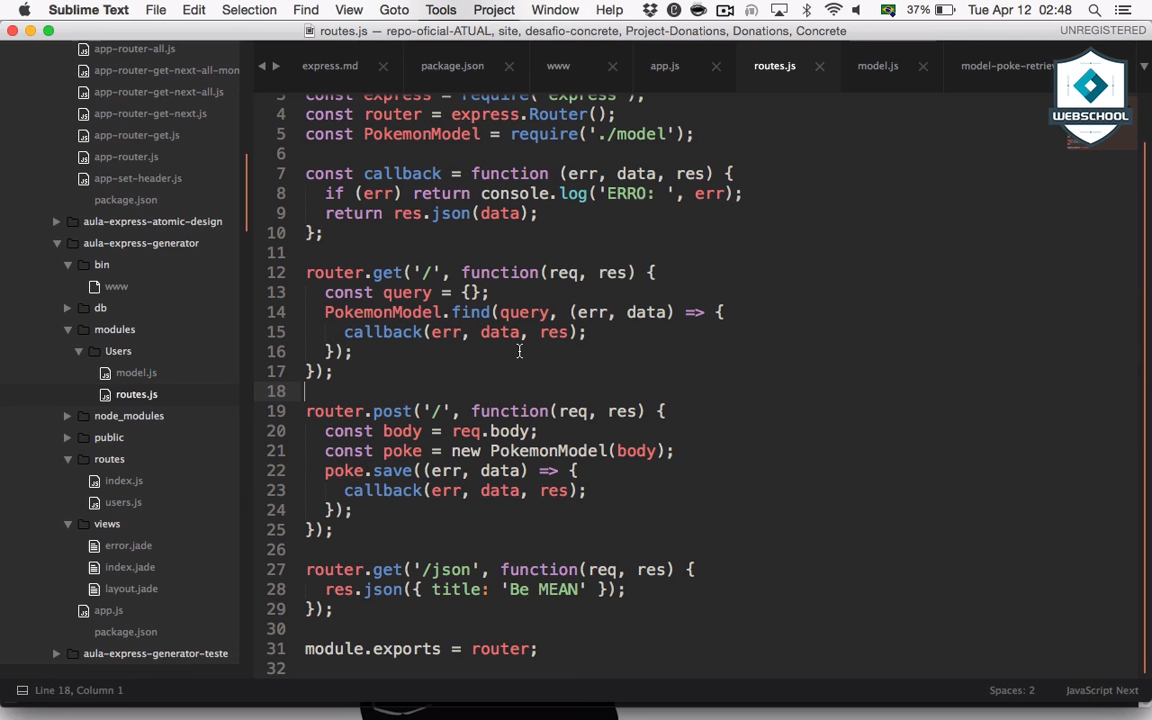 Sublime Text File Edit Selection Find View Goto Tools Project Window Help 37% Tue Apr 12 02:48
routes.js — repo-oficial-ATUAL, site, desafio-concrete, Project-Donations, Donations, Concrete UNREGISTERED
app-router-all.js
app-router-get-next-all-mon
app-router-get-next-all.js
app-router-get-next.js
app-router-get.js
app-router.js
app-set-header.js
package.json
aula-express-atomic-design
aula-express-generator
bin
www
db
modules
Users
model.js
routes.js
node_modules
public
routes
index.js
users.js
views
error.jade
index.jade
layout.jade
app.js
package.json
aula-express-generator-teste
express.md package.json www app.js routes.js model.js model-poke-retrie
WEBSCHOOL
3 const express = require('express');
4 const router = express.Router();
5 const PokemonModel = require('./model');
6
7 const callback = function (err, data, res) {
8 if (err) return console.log('ERRO: ', err);
9 return res.json(data);
10 };
11
12 router.get('/', function(req, res) {
13 const query = {};
14 PokemonModel.find(query, (err, data) => {
15 callback(err, data, res);
16 });
17 });
18
19 router.post('/', function(req, res) {
20 const body = req.body;
21 const poke = new PokemonModel(body);
22 poke.save((err, data) => {
23 callback(err, data, res);
24 });
25 });
26
27 router.get('/json', function(req, res) {
28 res.json({ title: 'Be MEAN' });
29 });
30
31 module.exports = router;
32
Line 18, Column 1 Spaces: 2 JavaScript Next